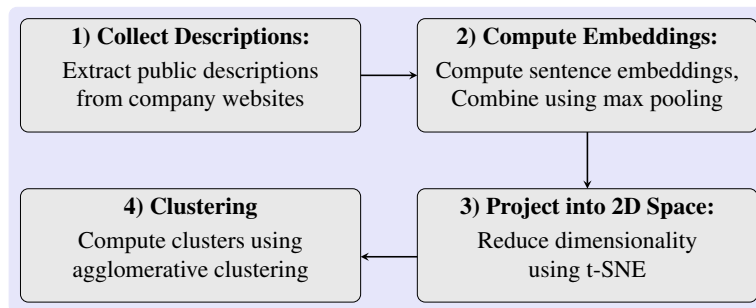 1) Collect Descriptions:
Extract public descriptions
from company websites
2) Compute Embeddings:
Compute sentence embeddings,
Combine using max pooling
3) Project into 2D Space:
Reduce dimensionality
using t-SNE
4) Clustering
Compute clusters using
agglomerative clustering